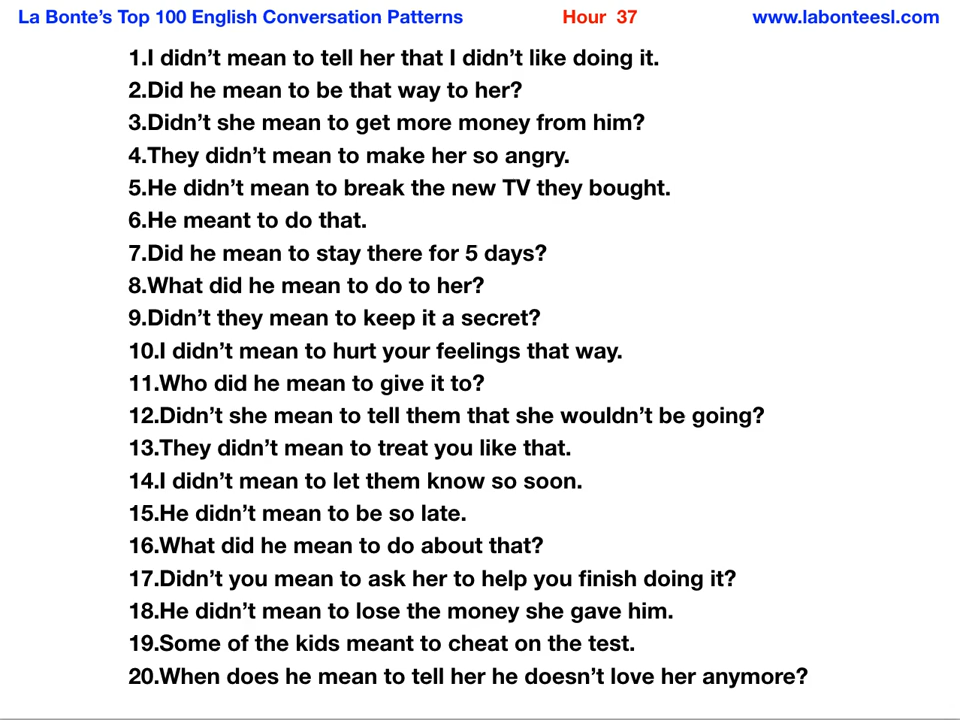 La Bonte’s Top 100 English Conversation Patterns Hour 37 www.labonteesl.com
1.I didn’t mean to tell her that I didn’t like doing it.
2.Did he mean to be that way to her?
3.Didn’t she mean to get more money from him?
4.They didn’t mean to make her so angry.
5.He didn’t mean to break the new TV they bought.
6.He meant to do that.
7.Did he mean to stay there for 5 days?
8.What did he mean to do to her?
9.Didn’t they mean to keep it a secret?
10.I didn’t mean to hurt your feelings that way.
11.Who did he mean to give it to?
12.Didn’t she mean to tell them that she wouldn’t be going?
13.They didn’t mean to treat you like that.
14.I didn’t mean to let them know so soon.
15.He didn’t mean to be so late.
16.What did he mean to do about that?
17.Didn’t you mean to ask her to help you finish doing it?
18.He didn’t mean to lose the money she gave him.
19.Some of the kids meant to cheat on the test.
20.When does he mean to tell her he doesn’t love her anymore?